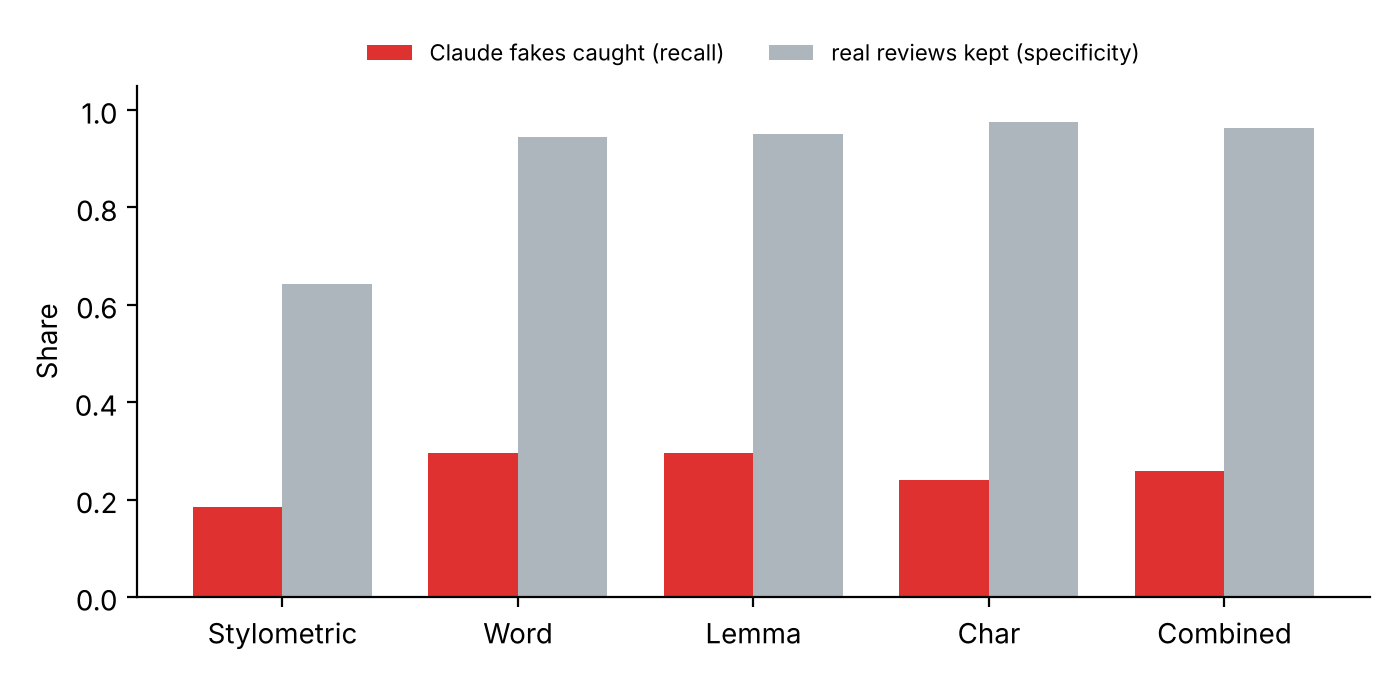 Claude fakes caught (recall) real reviews kept (specificity)
1.0
0.8
0.6
0.4
0.2
0.0
Share
Stylometric Word Lemma Char Combined